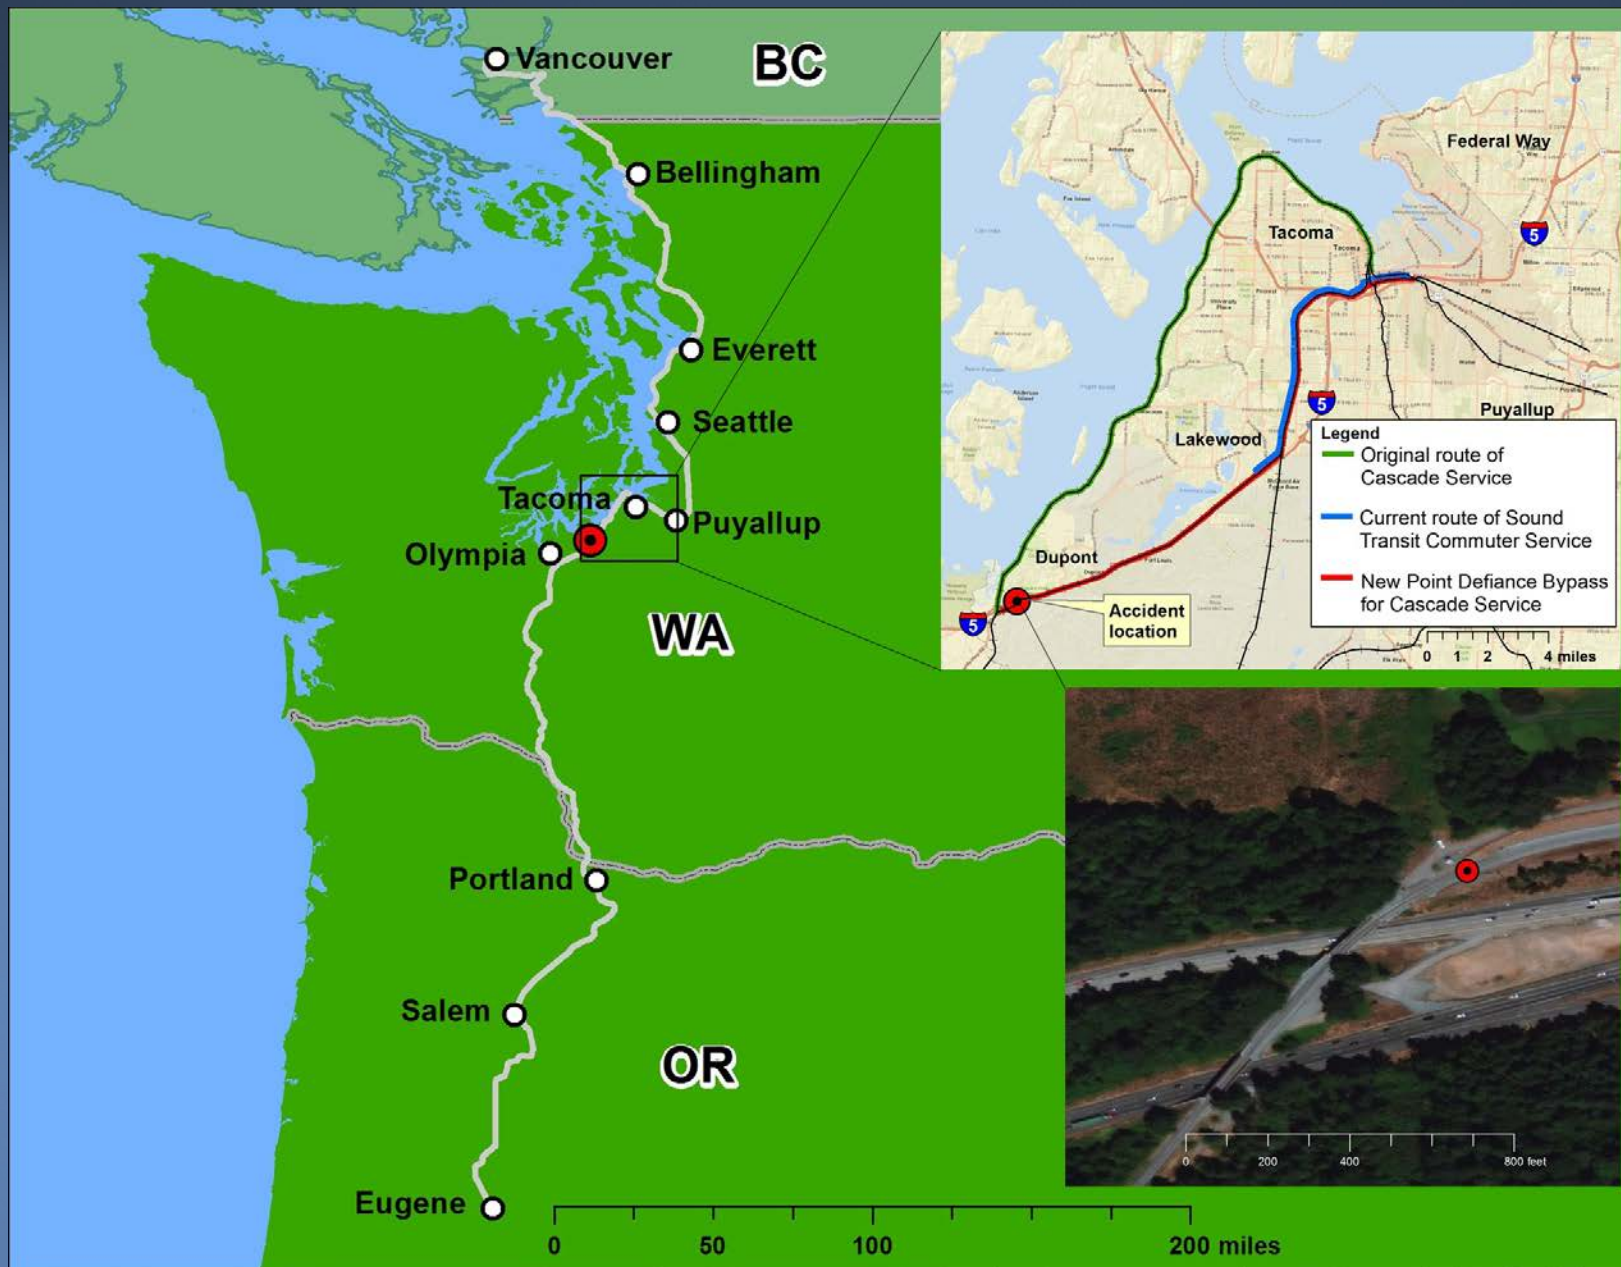 Vancouver
BC
Bellingham
Everett
Seattle
Tacoma
Puyallup
Olympia
WA
Portland
Salem
OR
Eugene
0 50 100 200 miles
Federal Way
5
Tacoma
Tacoma
5
Puyallup
Lakewood
Dupont
5
Accident
location
Legend
Original route of
Cascade Service
Current route of Sound
Transit Commuter Service
New Point Defiance Bypass
for Cascade Service
0 1 2 4 miles
0 200 400 800 feet